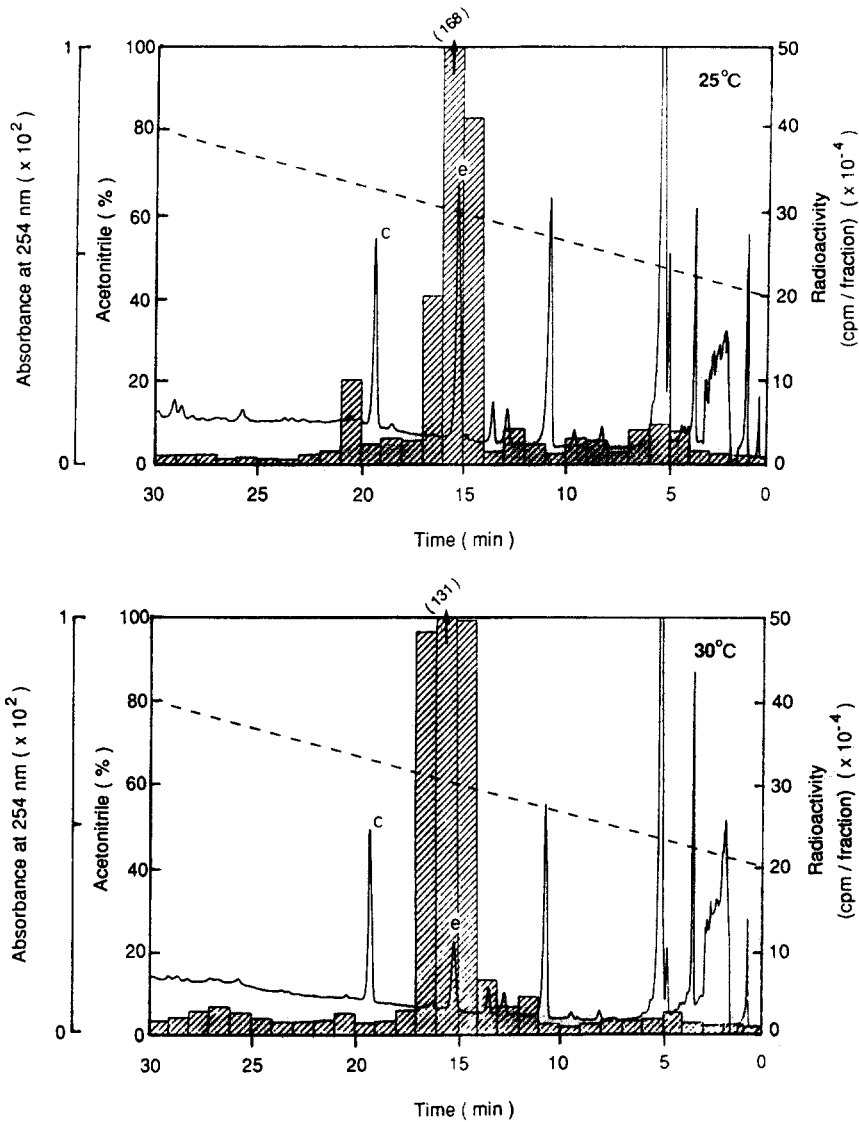 (168)
1
100
50
25°C
80
40
e
60
30
c
40
20
20
10
0
0
0
30
25
20
15
10
5
0
Absorbance at 254 nm ( x 10²)
Acetonitrile ( % )
Radioactivity
(cpm / fraction) ( x 10⁻⁴)
Time ( min )
(131)
1
100
50
30°C
80
40
60
30
c
40
20
e
20
10
0
0
0
30
25
20
15
10
5
0
Absorbance at 254 nm ( x 10²)
Acetonitrile ( % )
Radioactivity
(cpm / fraction) ( x 10⁻⁴)
Time ( min )